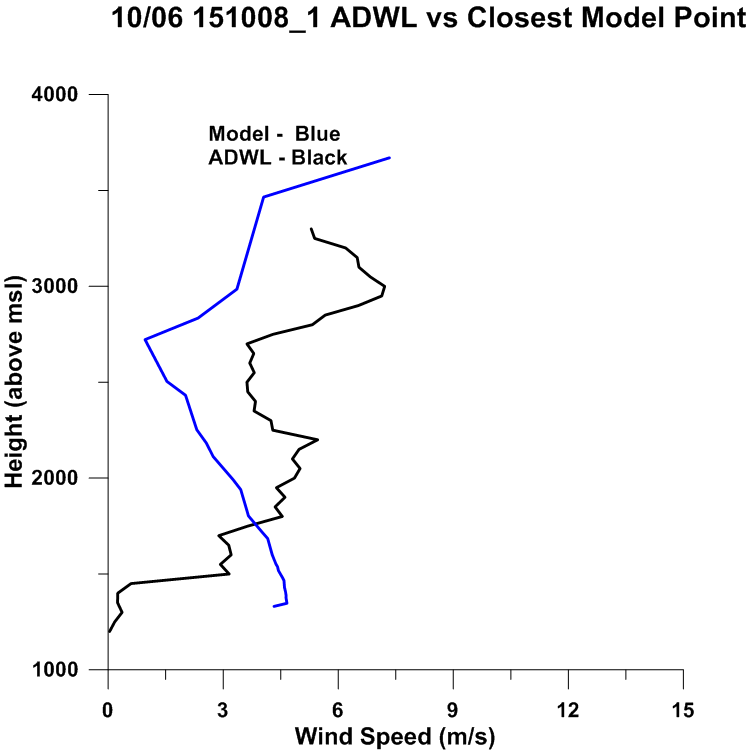 10/06 151008_1 ADWL vs Closest Model Point
4000
Model -  Blue
ADWL - Black
3000
Height (above msl)
2000
1000
0 3 6 9 12 15
Wind Speed (m/s)